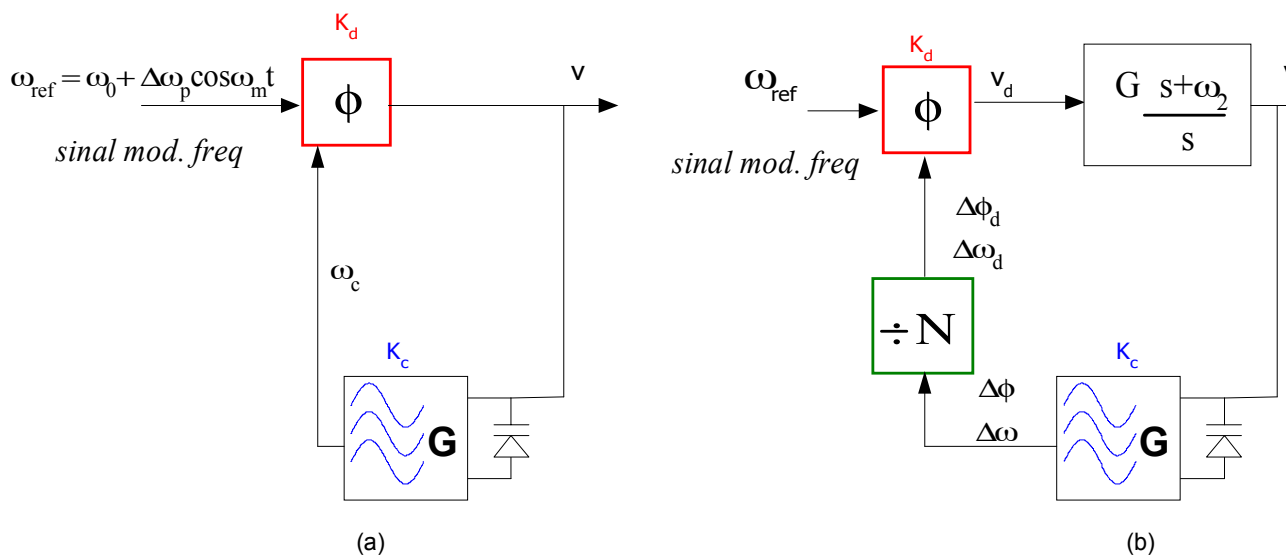 K_d
ω_ref = ω_0 + Δω_p cosω_m t
ϕ
v
sinal mod. freq
ω_c
K_c
G
(a)
K_d
ω_ref
ϕ
v_d
G s+ω_2
s
v
sinal mod. freq
Δϕ_d
Δω_d
÷N
K_c
Δϕ
Δω
G
(b)